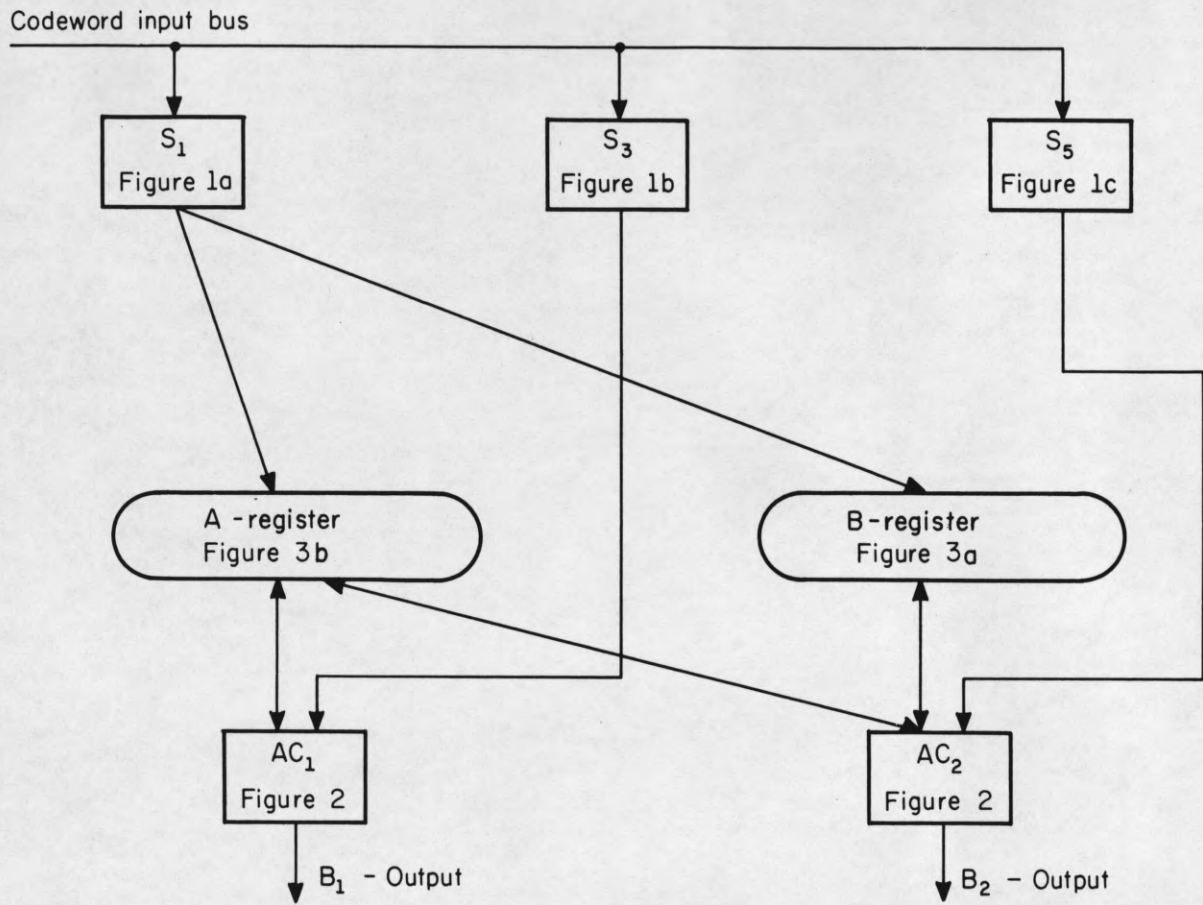 Codeword input bus
S1
Figure 1a
S3
Figure 1b
S5
Figure 1c
A - register
Figure 3b
B - register
Figure 3a
AC1
Figure 2
AC2
Figure 2
B1 - Output
B2 - Output